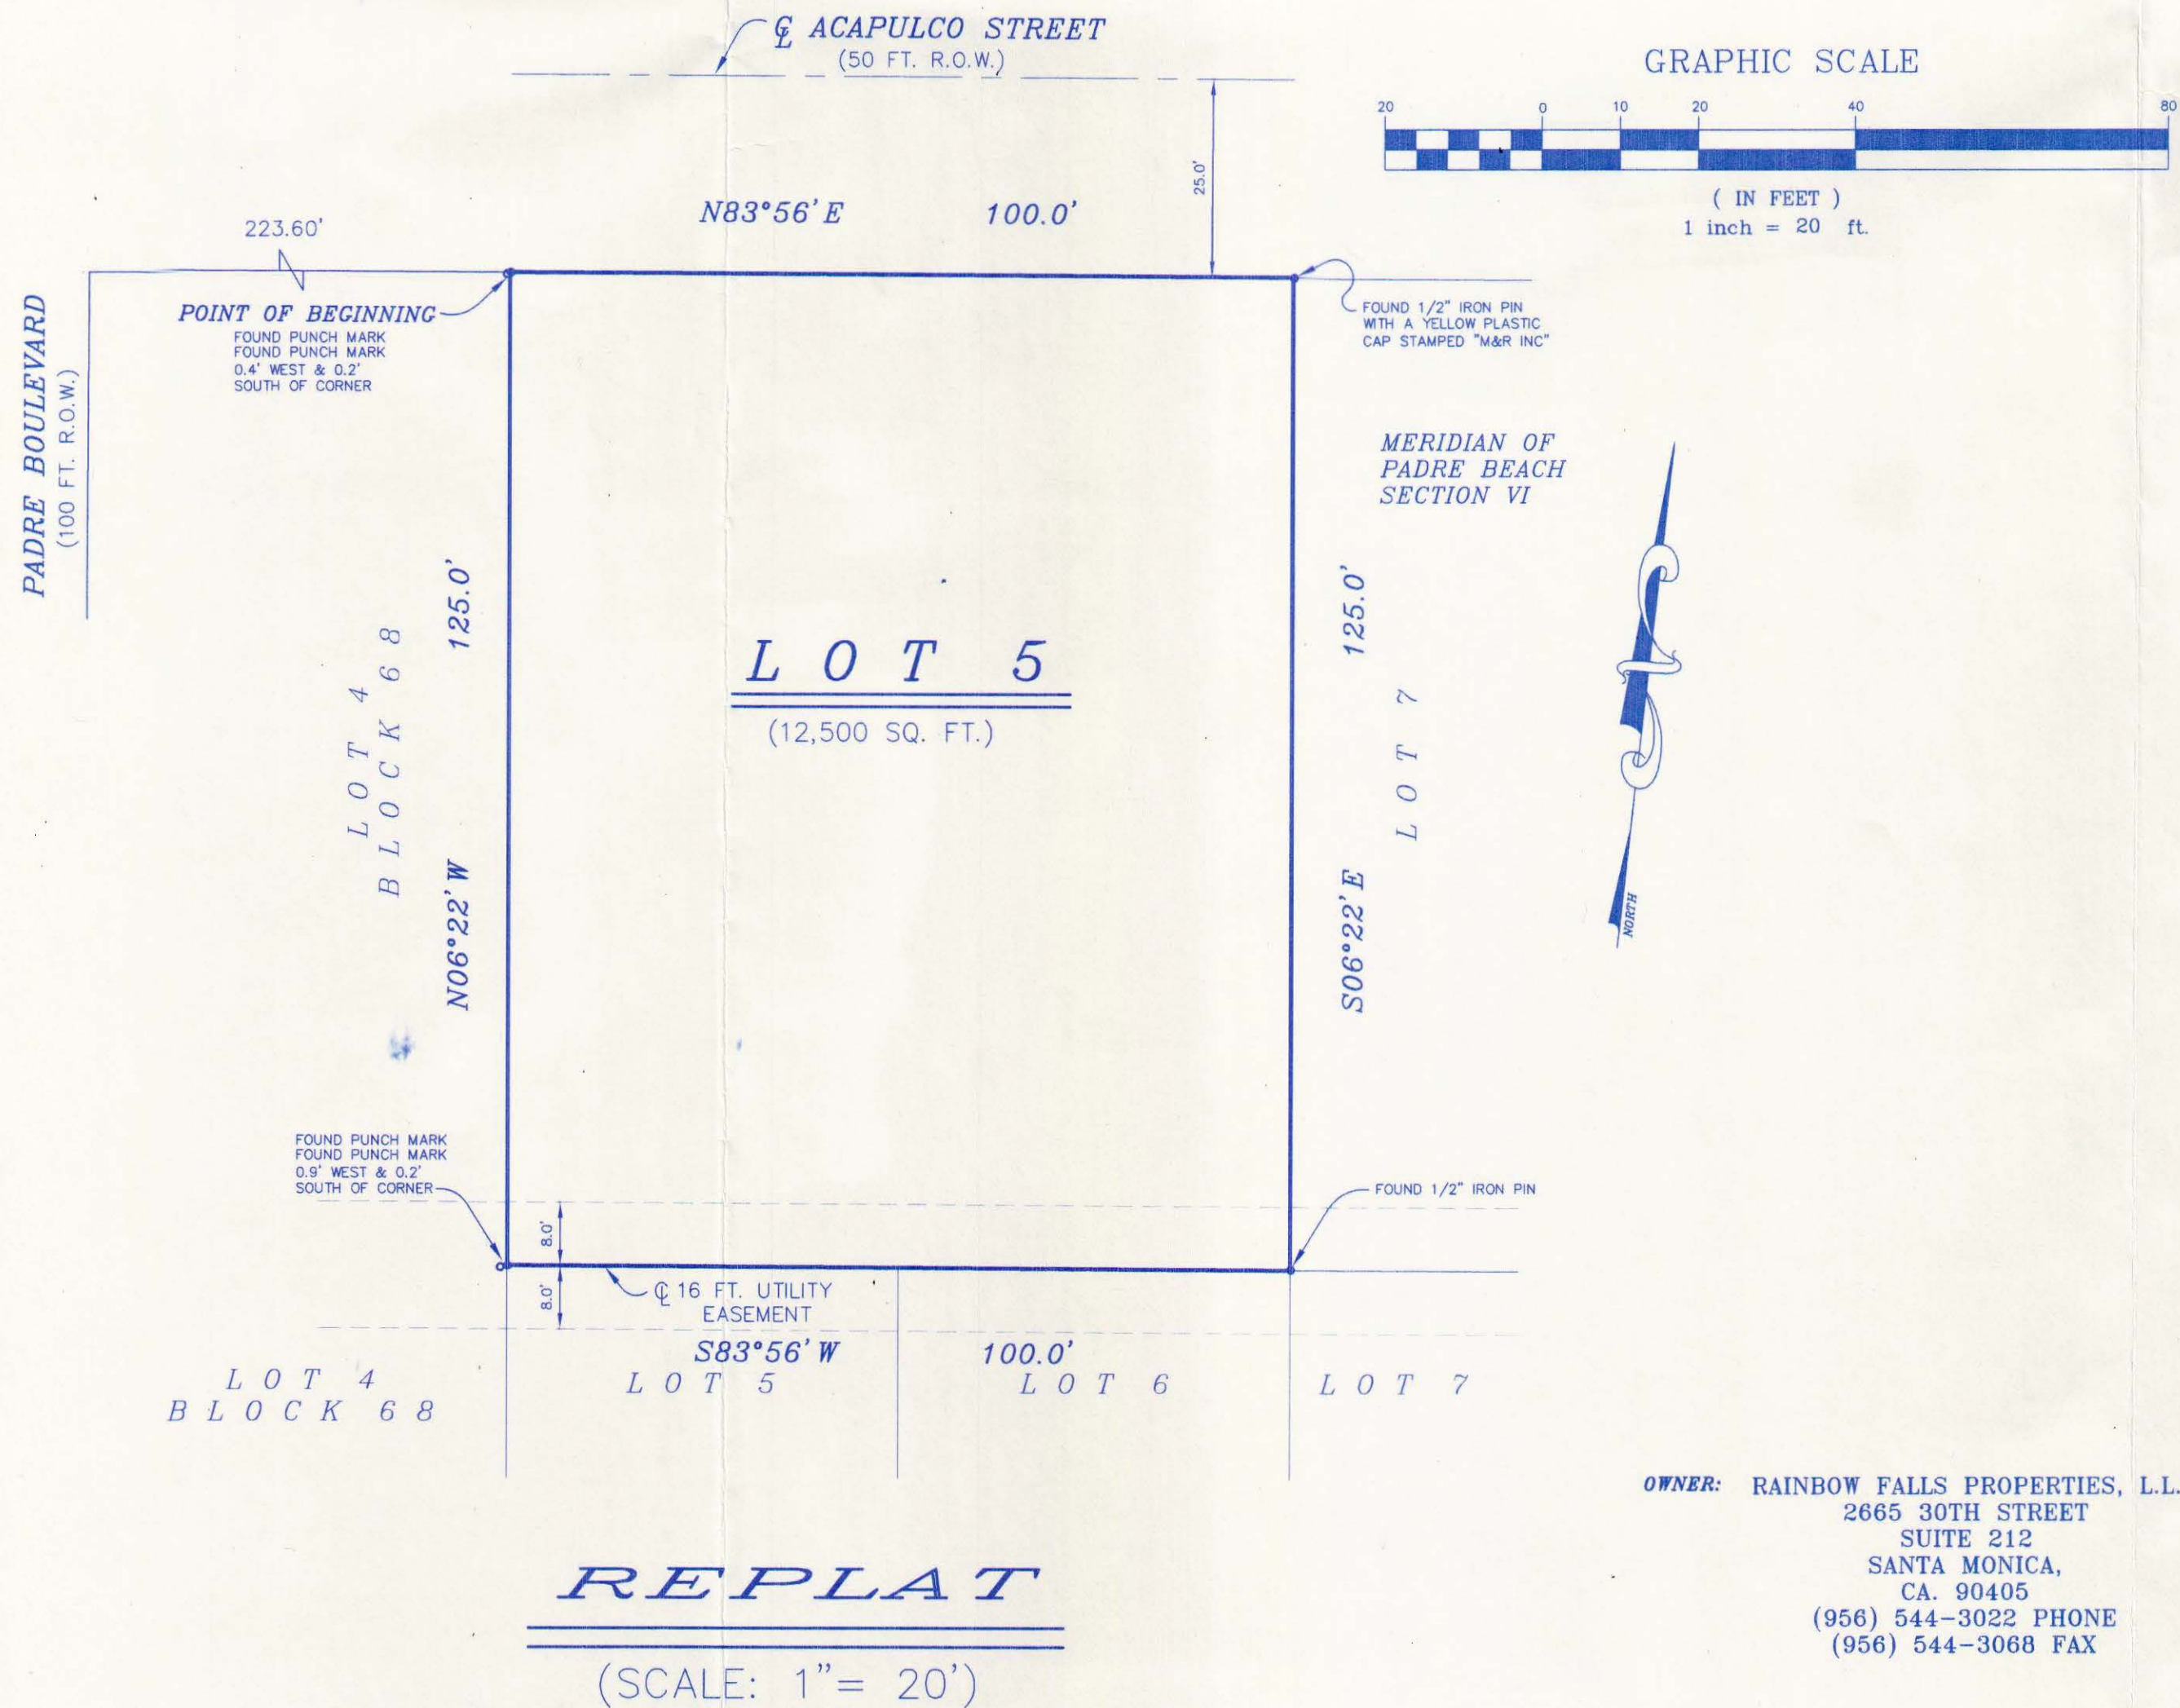 ℄ ACAPULCO STREET
(50 FT. R.O.W.)
GRAPHIC SCALE
20 0 10 20 40 80
( IN FEET )
1 inch = 20 ft.
25.0'
N83°56'E 100.0'
223.60'
POINT OF BEGINNING
FOUND PUNCH MARK
FOUND PUNCH MARK
0.4' WEST & 0.2'
SOUTH OF CORNER
FOUND 1/2" IRON PIN
WITH A YELLOW PLASTIC
CAP STAMPED "M&R INC"
PADRE BOULEVARD
(100 FT. R.O.W.)
MERIDIAN OF
PADRE BEACH
SECTION VI
NORTH
LOT 4
BLOCK 68
N06°22'W 125.0'
LOT 5
(12,500 SQ. FT.)
S06°22'E 125.0'
LOT 7
FOUND PUNCH MARK
FOUND PUNCH MARK
0.9' WEST & 0.2'
SOUTH OF CORNER
FOUND 1/2" IRON PIN
8.0'
8.0'
℄ 16 FT. UTILITY
EASEMENT
S83°56'W 100.0'
LOT 4
BLOCK 68
LOT 5
LOT 6
LOT 7
OWNER: RAINBOW FALLS PROPERTIES, L.L.
2665 30TH STREET
SUITE 212
SANTA MONICA,
CA. 90405
(956) 544-3022 PHONE
(956) 544-3068 FAX
REPLAT
(SCALE: 1"= 20')